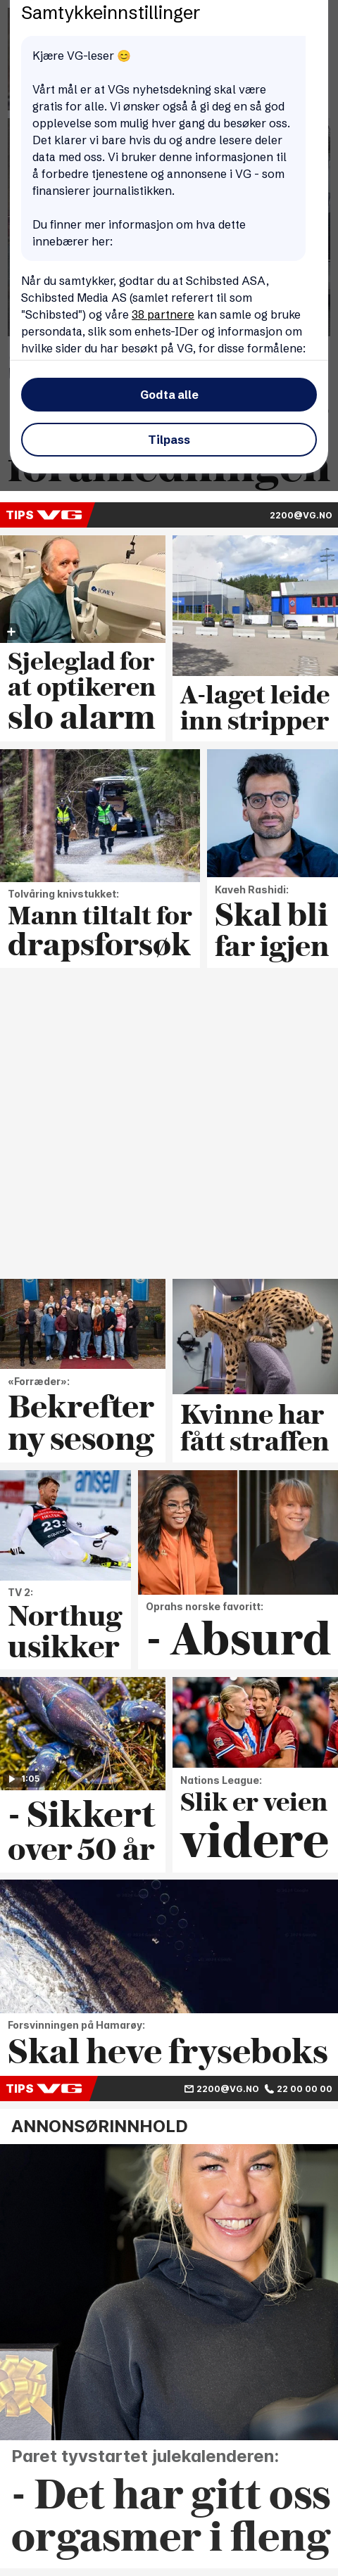 Samtykkeinnstillinger
Kjære VG-leser 😊
Vårt mål er at VGs nyhetsdekning skal være
gratis for alle. Vi ønsker også å gi deg en så god
opplevelse som mulig hver gang du besøker oss.
Det klarer vi bare hvis du og andre lesere deler
data med oss. Vi bruker denne informasjonen til
å forbedre tjenestene og annonsene i VG - som
finansierer journalistikken.
Du finner mer informasjon om hva dette
innebærer her:
Når du samtykker, godtar du at Schibsted ASA,
Schibsted Media AS (samlet referert til som
"Schibsted") og våre 38 partnere kan samle og bruke
persondata, slik som enhets-IDer og informasjon om
hvilke sider du har besøkt på VG, for disse formålene:
Godta alle
Tilpass
TIPS VG
2200@VG.NO
Sjeleglad for
at optikeren
slo alarm
A-laget leide
inn stripper
Tolvåring knivstukket:
Mann tiltalt for
drapsforsøk
Kaveh Rashidi:
Skal bli
far igjen
«Forræder»:
Bekrefter
ny sesong
Kvinne har
fått straffen
TV 2:
Northug
usikker
Oprahs norske favoritt:
- Absurd
1:05
- Sikkert
over 50 år
Nations League:
Slik er veien
videre
Forsvinningen på Hamarøy:
Skal heve fryseboks
TIPS VG
2200@VG.NO 22 00 00 00
ANNONSØRINNHOLD
Paret tyvstartet julekalenderen:
- Det har gitt oss
orgasmer i fleng